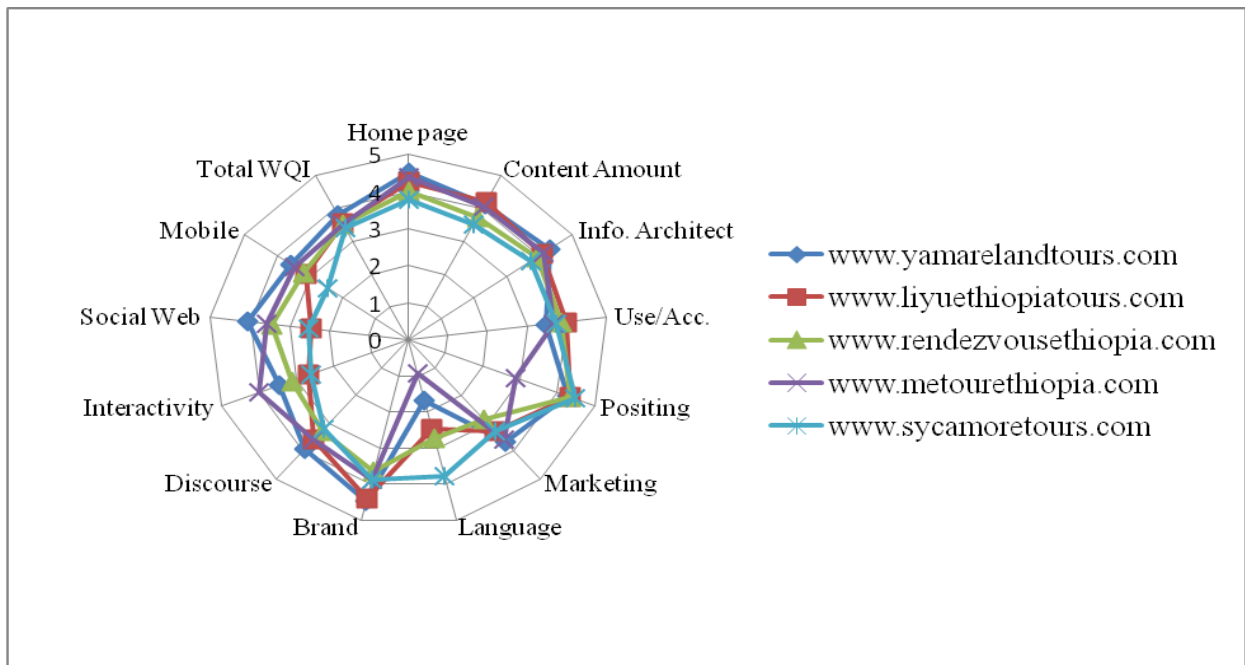 Home page
Content Amount
Info. Architect
Use/Acc.
Positing
Marketing
Language
Brand
Discourse
Interactivity
Social Web
Mobile
Total WQI
5
4
3
2
1
0
www.yamarelandtours.com
www.liyuethiopiatours.com
www.rendezvousethiopia.com
www.metourethiopia.com
www.sycamoretours.com